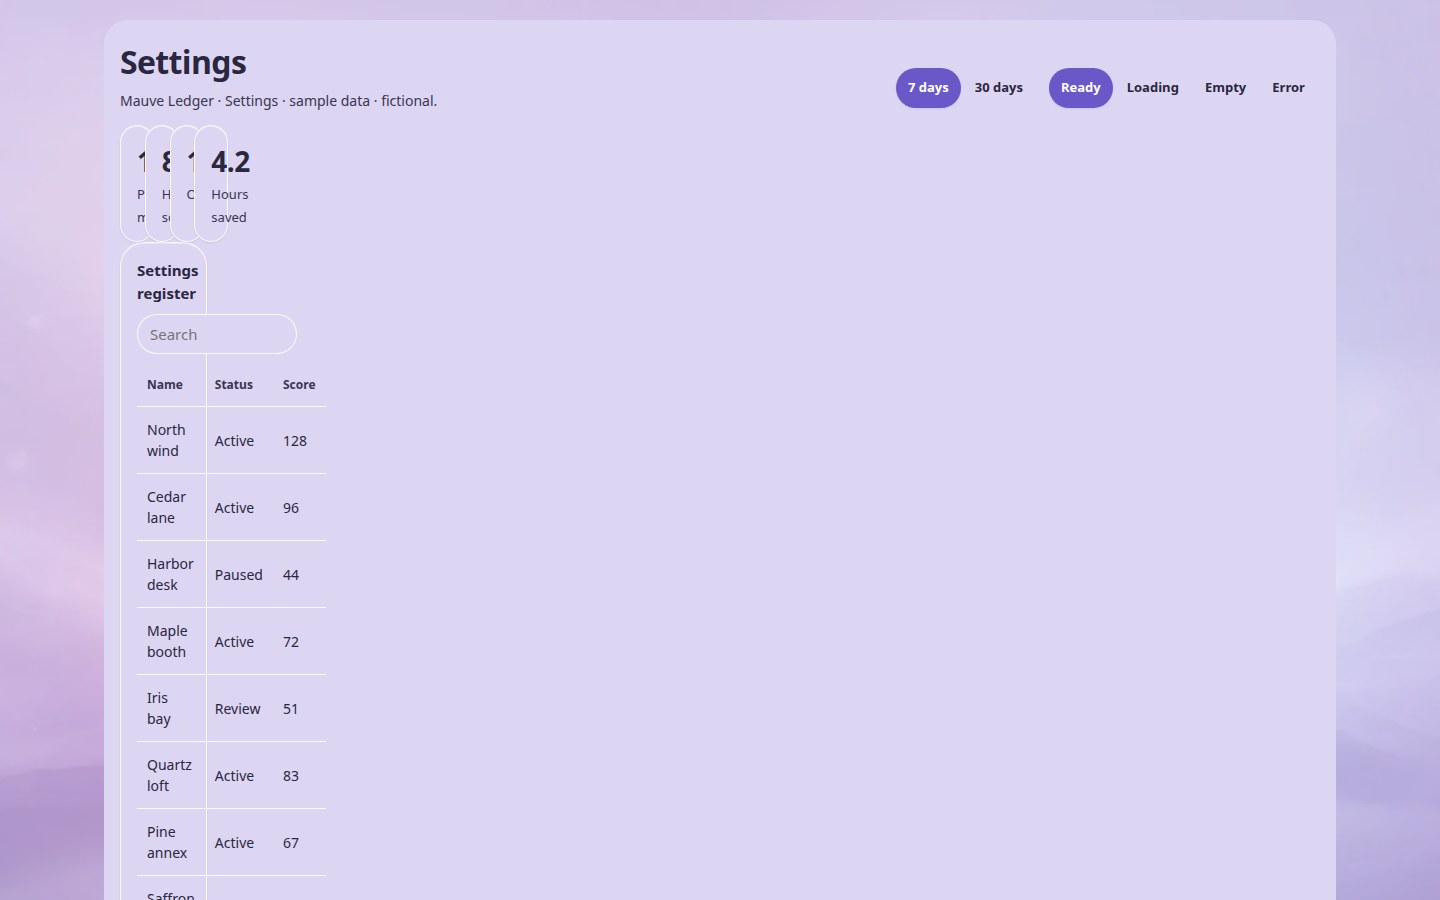 Settings
Mauve Ledger · Settings · sample data · fictional.
7 days 30 days Ready Loading Empty Error
4.2
Hours
saved
Settings
register
Search
Name Status Score
North
wind
Active 128
Cedar
lane
Active 96
Harbor
desk
Paused 44
Maple
booth
Active 72
Iris
bay
Review 51
Quartz
loft
Active 83
Pine
annex
Active 67
Saffron